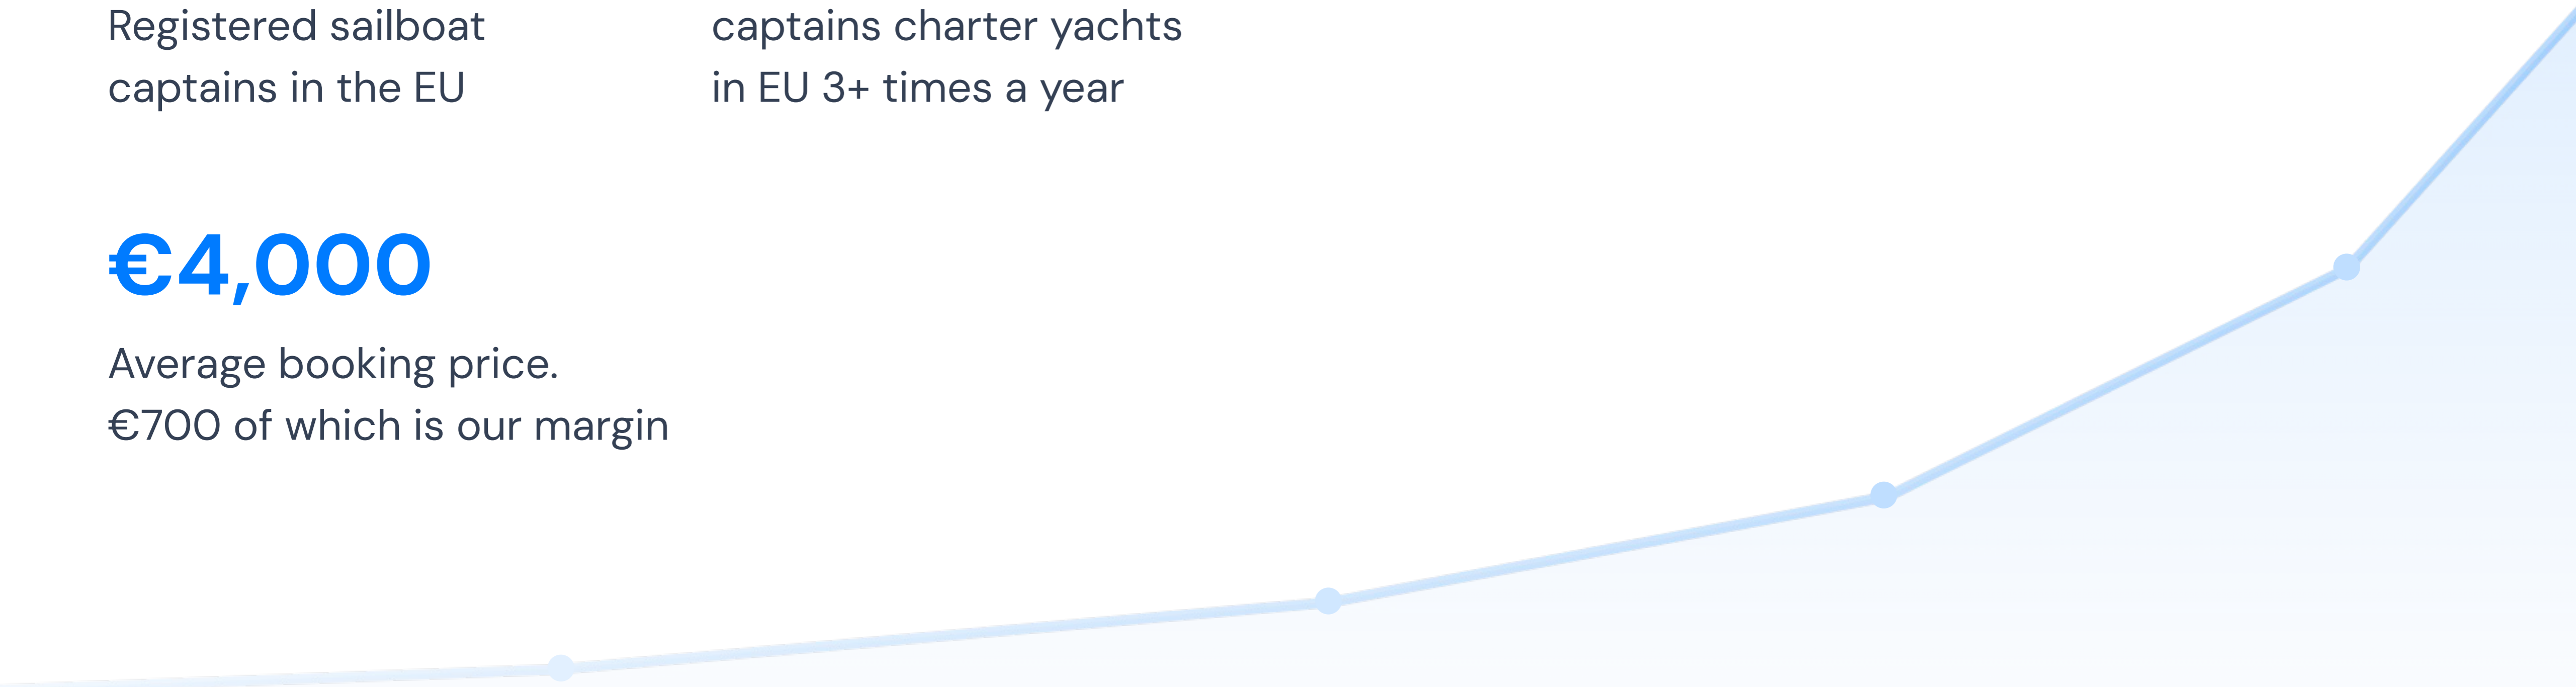 Registered sailboat
captains in the EU
captains charter yachts
in EU 3+ times a year
€4,000
Average booking price.
€700 of which is our margin